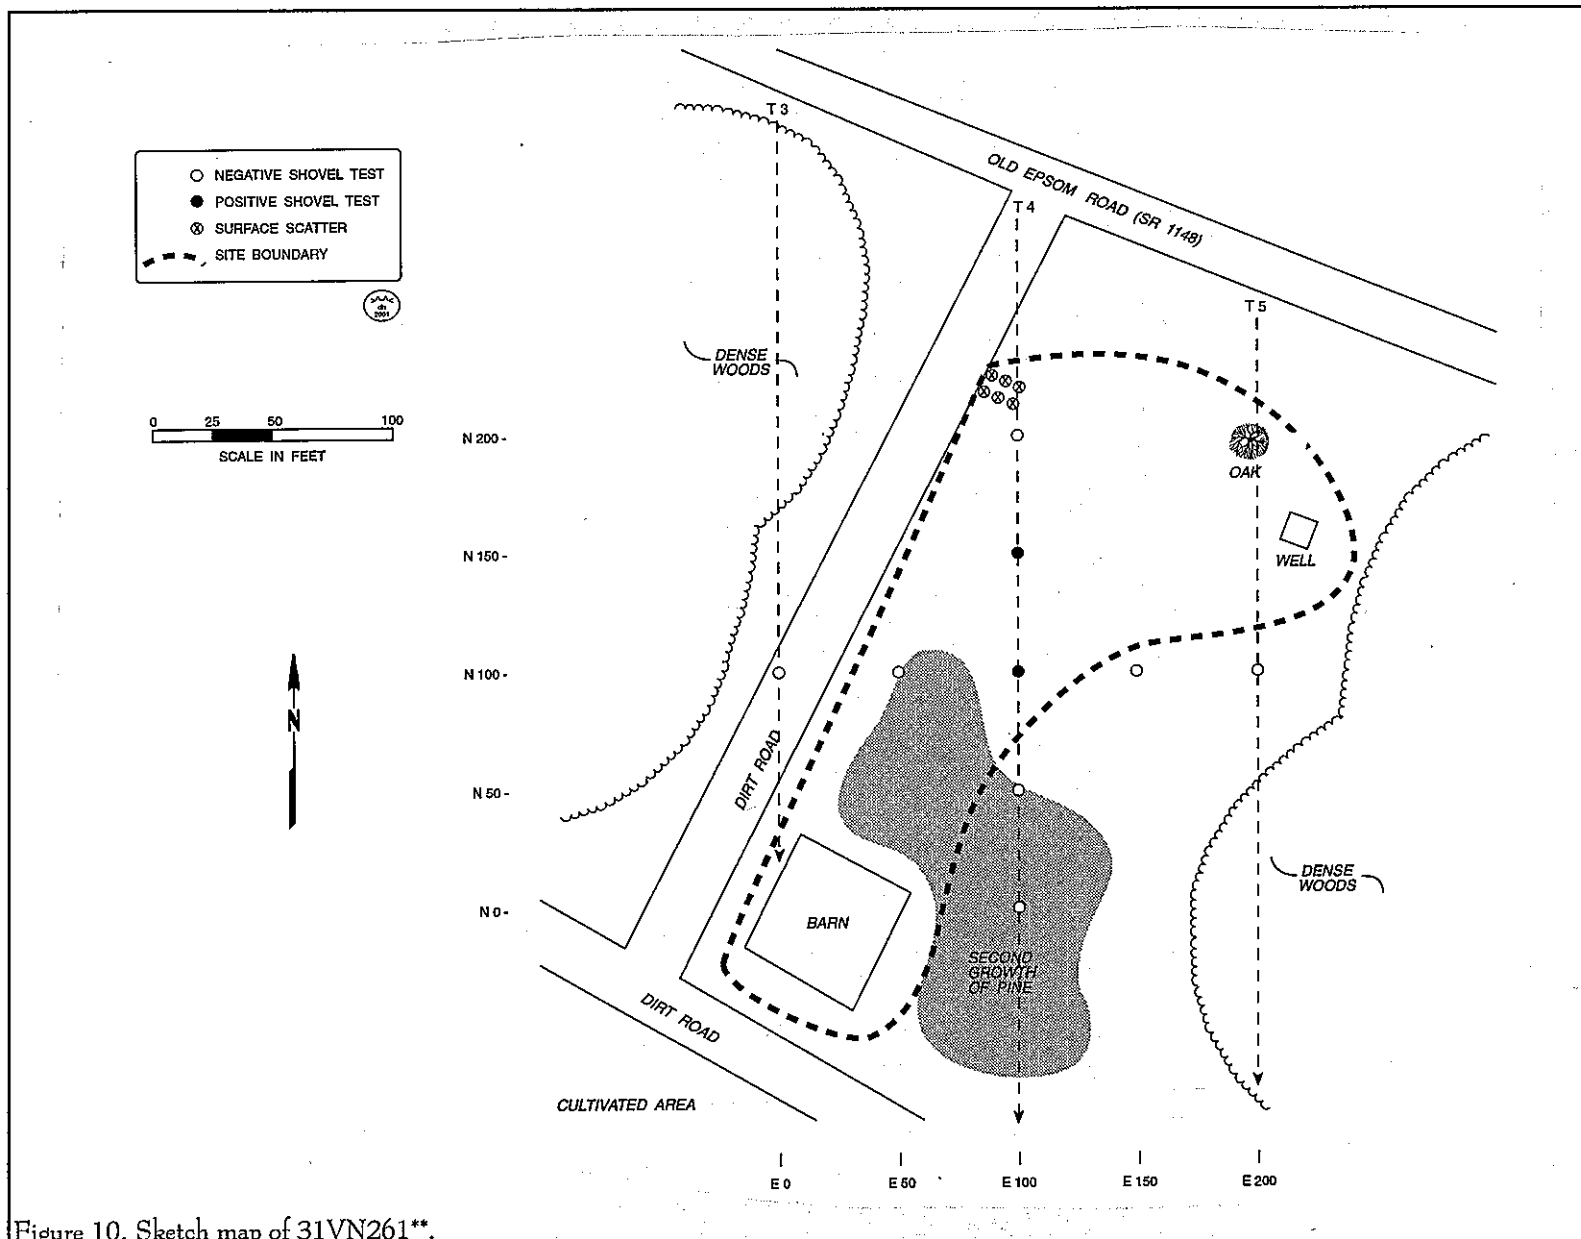 T 3
NEGATIVE SHOVEL TEST
POSITIVE SHOVEL TEST
SURFACE SCATTER
SITE BOUNDARY
dh
2001
OLD EPSOM ROAD (SR 1148)
T 4
T 5
DENSE
WOODS
0 25 50 100
SCALE IN FEET
N 200 -
OAK
N 150 -
WELL
N 100 -
N
DIRT ROAD
N 50 -
DENSE
WOODS
N 0 -
BARN
SECOND
GROWTH
OF PINE
DIRT ROAD
CULTIVATED AREA
E 0 E 50 E 100 E 150 E 200
Figure 10. Sketch map of 31VN261**.